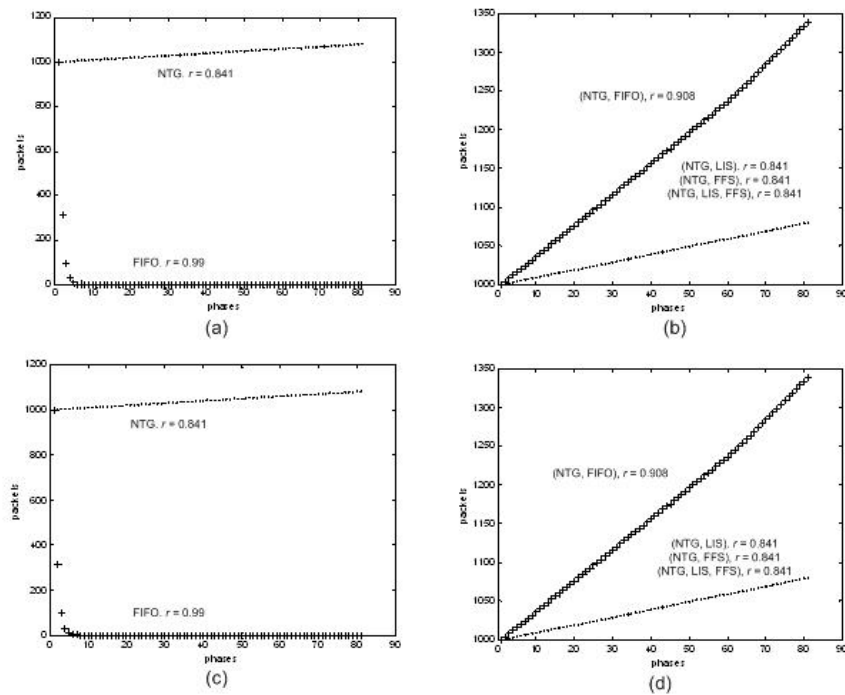 1200
1000
800
600
400
200
0
packets
NTG. r = 0.841
FIFO. r = 0.99
0 10 20 30 40 50 60 70 80 90
phases
(a)
1350
1300
1250
1200
1150
1100
1050
1000
packets
(NTG, FIFO), r = 0.908
(NTG, LIS). r = 0.841
(NTG, FFS), r = 0.841
(NTG, LIS, FFS), r = 0.841
0 10 20 30 40 50 60 70 80 90
phases
(b)
1200
1000
800
600
400
200
0
packets
NTG. r = 0.841
FIFO. r = 0.99
0 10 20 30 40 50 60 70 80 90
phases
(c)
1350
1300
1250
1200
1150
1100
1050
1000
packets
(NTG, FIFO), r = 0.908
(NTG, LIS). r = 0.841
(NTG, FFS), r = 0.841
(NTG, LIS, FFS), r = 0.841
0 10 20 30 40 50 60 70 80 90
phases
(d)